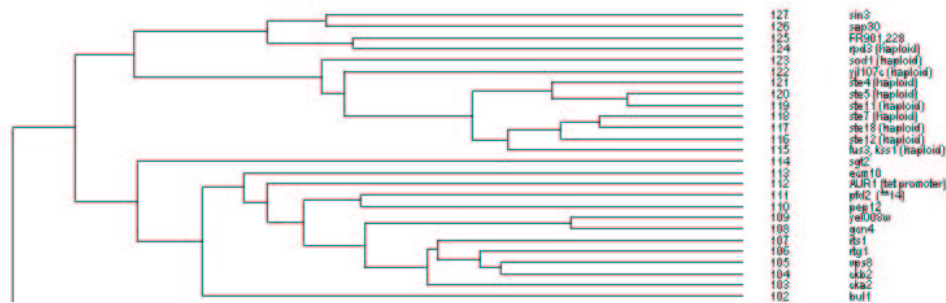 127 sin3
126 sap30
125 FR901,228
124 rpd3 (haploid)
123 sod1 (haploid)
122 yjl107c (haploid)
121 ste4 (haploid)
120 ste5 (haploid)
119 ste11 (haploid)
118 ste7 (haploid)
117 ste18 (haploid)
116 ste12 (haploid)
115 fus3, kss1 (haploid)
114 sgt2
113 ecm10
112 AUR1 (tet promoter)
111 pfd2 (**14)
110 pep12
109 yel008w
108 gcn4
107 rts1
106 rtg1
105 vps8
104 ckb2
103 cka2
102 bul1